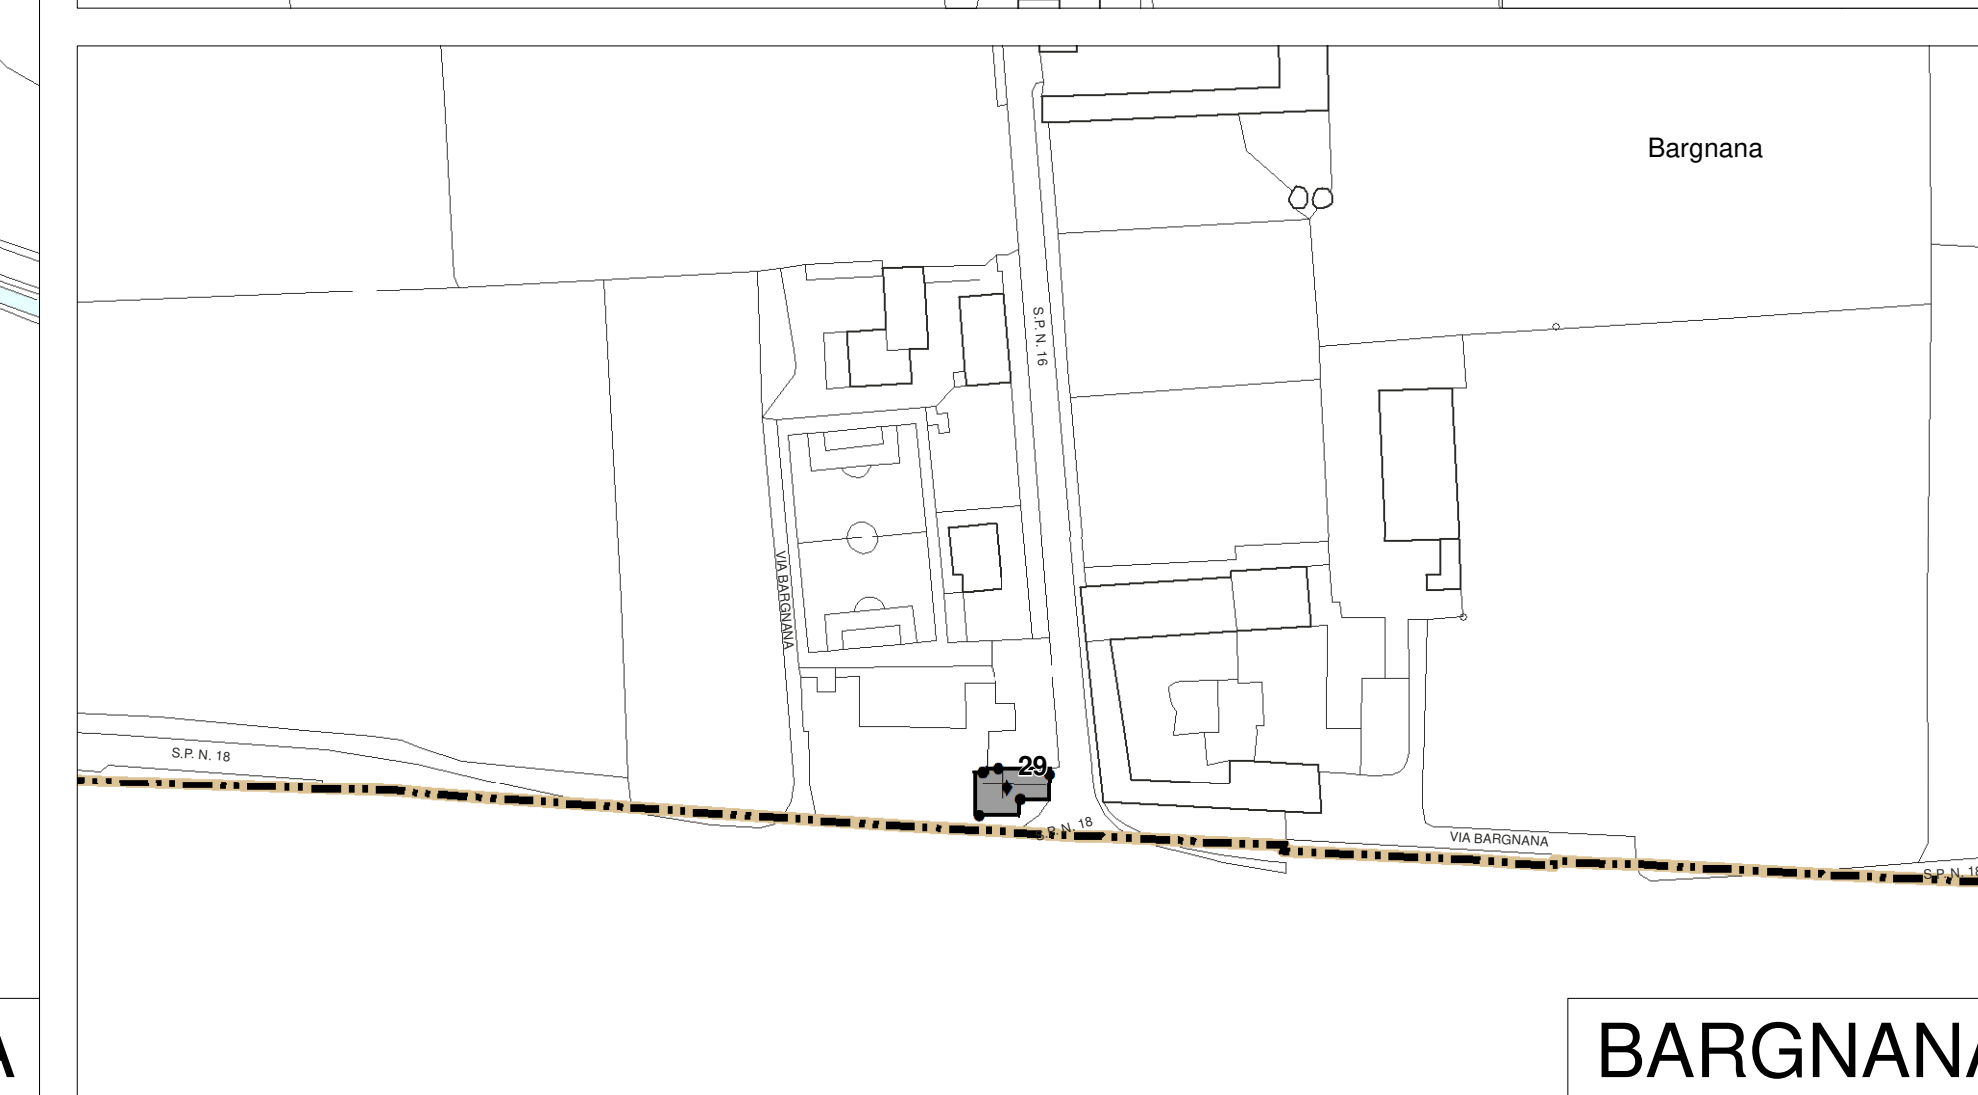 Bargnana
S.P. N. 16
VIA BARGNANA
S.P. N. 18
29
S.P. N. 18
VIA BARGNANA
S.P. N. 18
A
BARGNANA